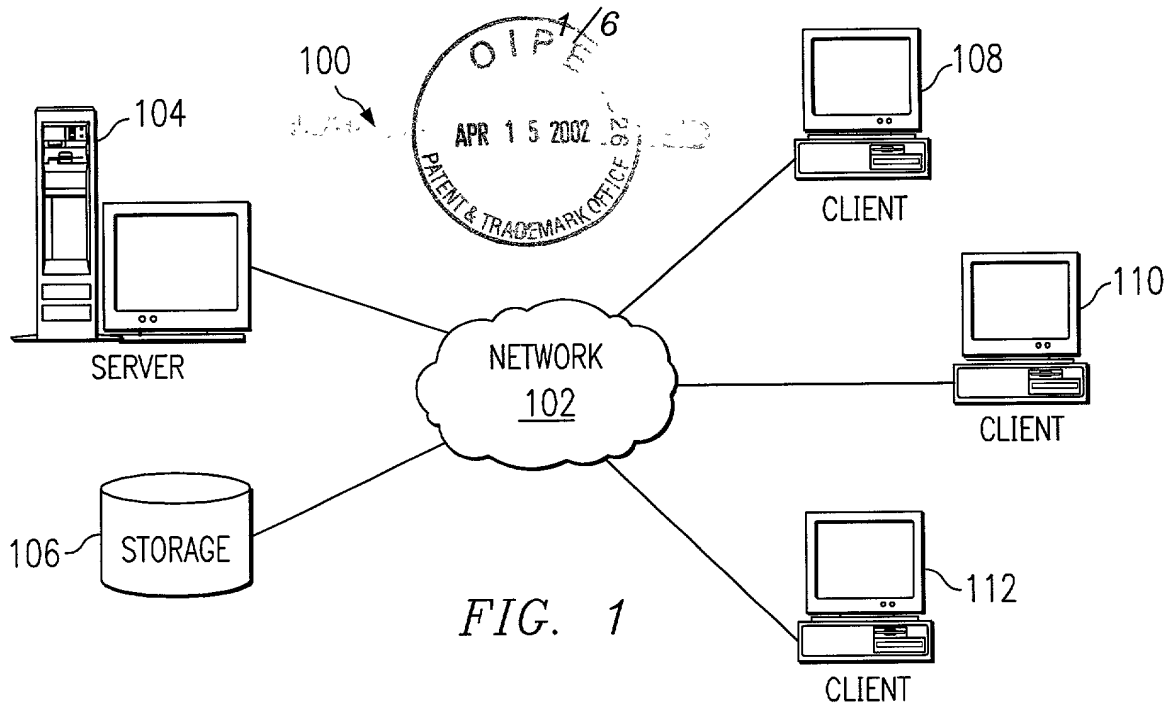 1/6
100
OIPE
APR 15 2002
PATENT & TRADEMARK OFFICE
104
SERVER
108
CLIENT
NETWORK
102
110
CLIENT
106
STORAGE
112
CLIENT
FIG. 1